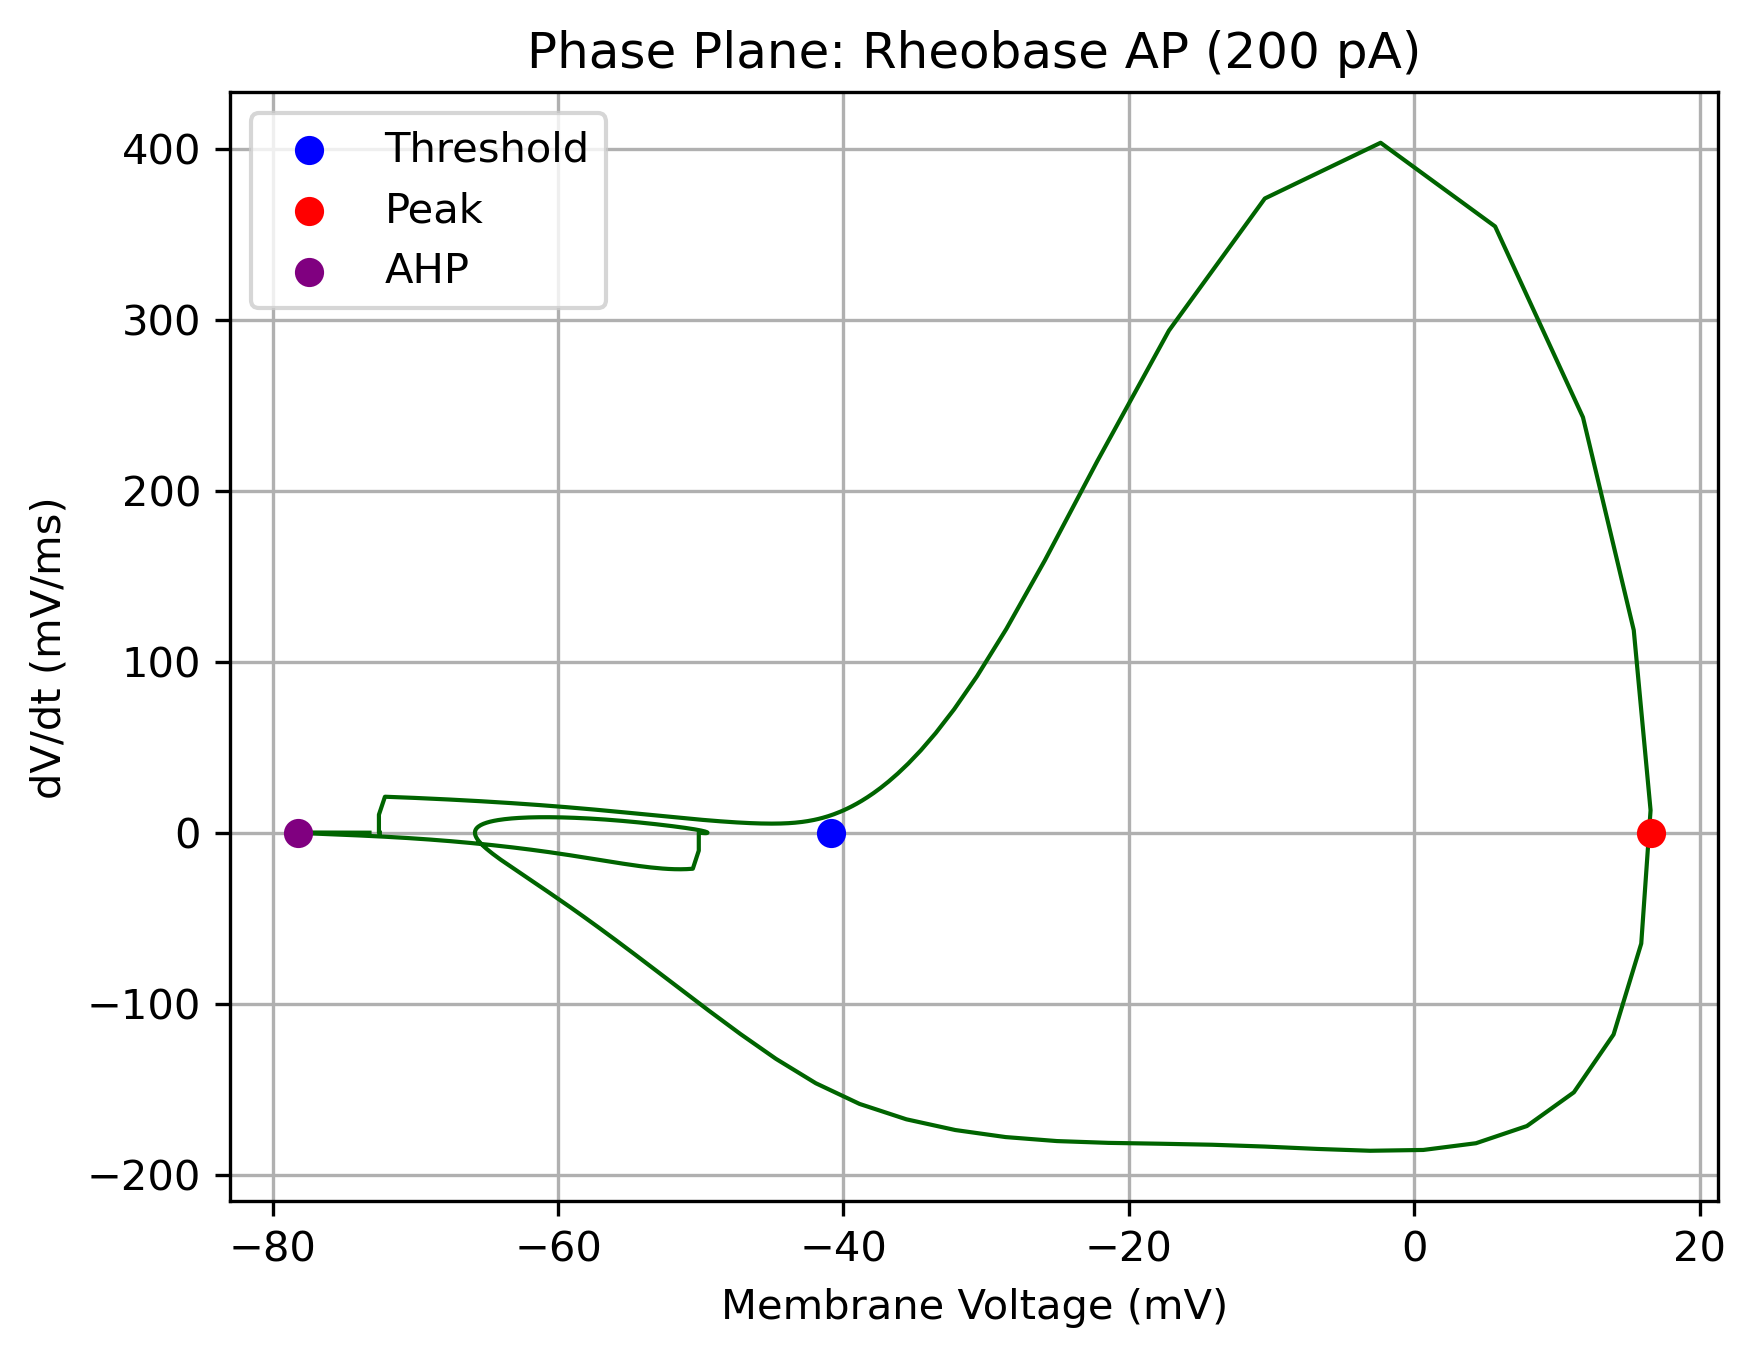 Phase Plane: Rheobase AP (200 pA)
Threshold
Peak
AHP
400
300
200
100
0
−100
−200
dV/dt (mV/ms)
−80 −60 −40 −20 0 20
Membrane Voltage (mV)